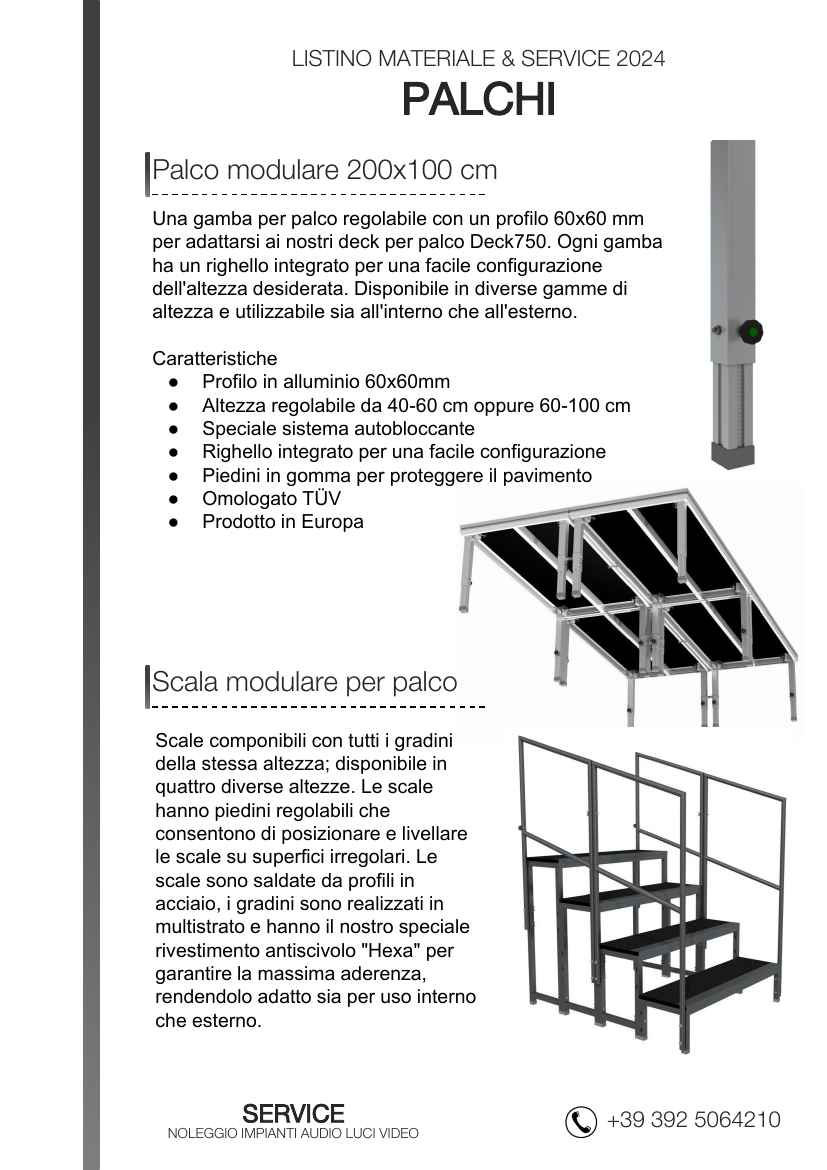 LISTINO MATERIALE & SERVICE 2024
PALCHI
Palco modulare 200x100 cm
Una gamba per palco regolabile con un profilo 60x60 mm
per adattarsi ai nostri deck per palco Deck750. Ogni gamba
ha un righello integrato per una facile configurazione
dell'altezza desiderata. Disponibile in diverse gamme di
altezza e utilizzabile sia all'interno che all'esterno.
Caratteristiche
● Profilo in alluminio 60x60mm
● Altezza regolabile da 40-60 cm oppure 60-100 cm
● Speciale sistema autobloccante
● Righello integrato per una facile configurazione
● Piedini in gomma per proteggere il pavimento
● Omologato TÜV
● Prodotto in Europa
Scala modulare per palco
Scale componibili con tutti i gradini
della stessa altezza; disponibile in
quattro diverse altezze. Le scale
hanno piedini regolabili che
consentono di posizionare e livellare
le scale su superfici irregolari. Le
scale sono saldate da profili in
acciaio, i gradini sono realizzati in
multistrato e hanno il nostro speciale
rivestimento antiscivolo "Hexa" per
garantire la massima aderenza,
rendendolo adatto sia per uso interno
che esterno.
SERVICE
NOLEGGIO IMPIANTI AUDIO LUCI VIDEO
+39 392 5064210